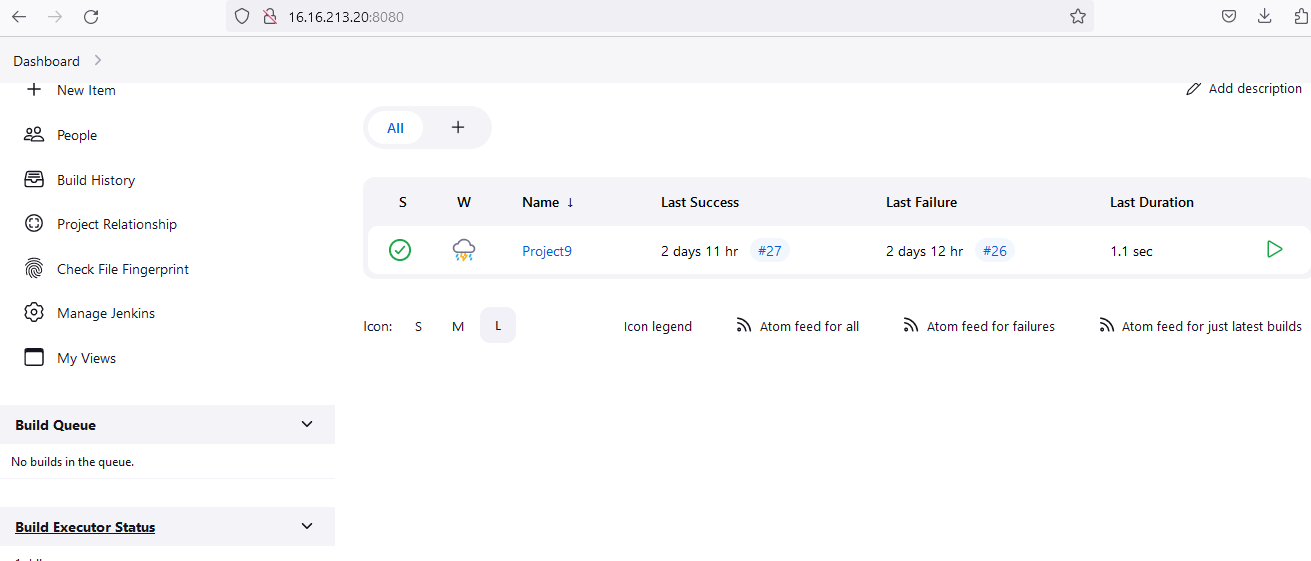 16.16.213.20:8080
Dashboard
New Item
Add description
People
All
Build History
S W Name ↓ Last Success Last Failure Last Duration
Project Relationship
Project9 2 days 11 hr #27 2 days 12 hr #26 1.1 sec
Check File Fingerprint
Manage Jenkins
Icon: S M L Icon legend Atom feed for all Atom feed for failures Atom feed for just latest builds
My Views
Build Queue
No builds in the queue.
Build Executor Status